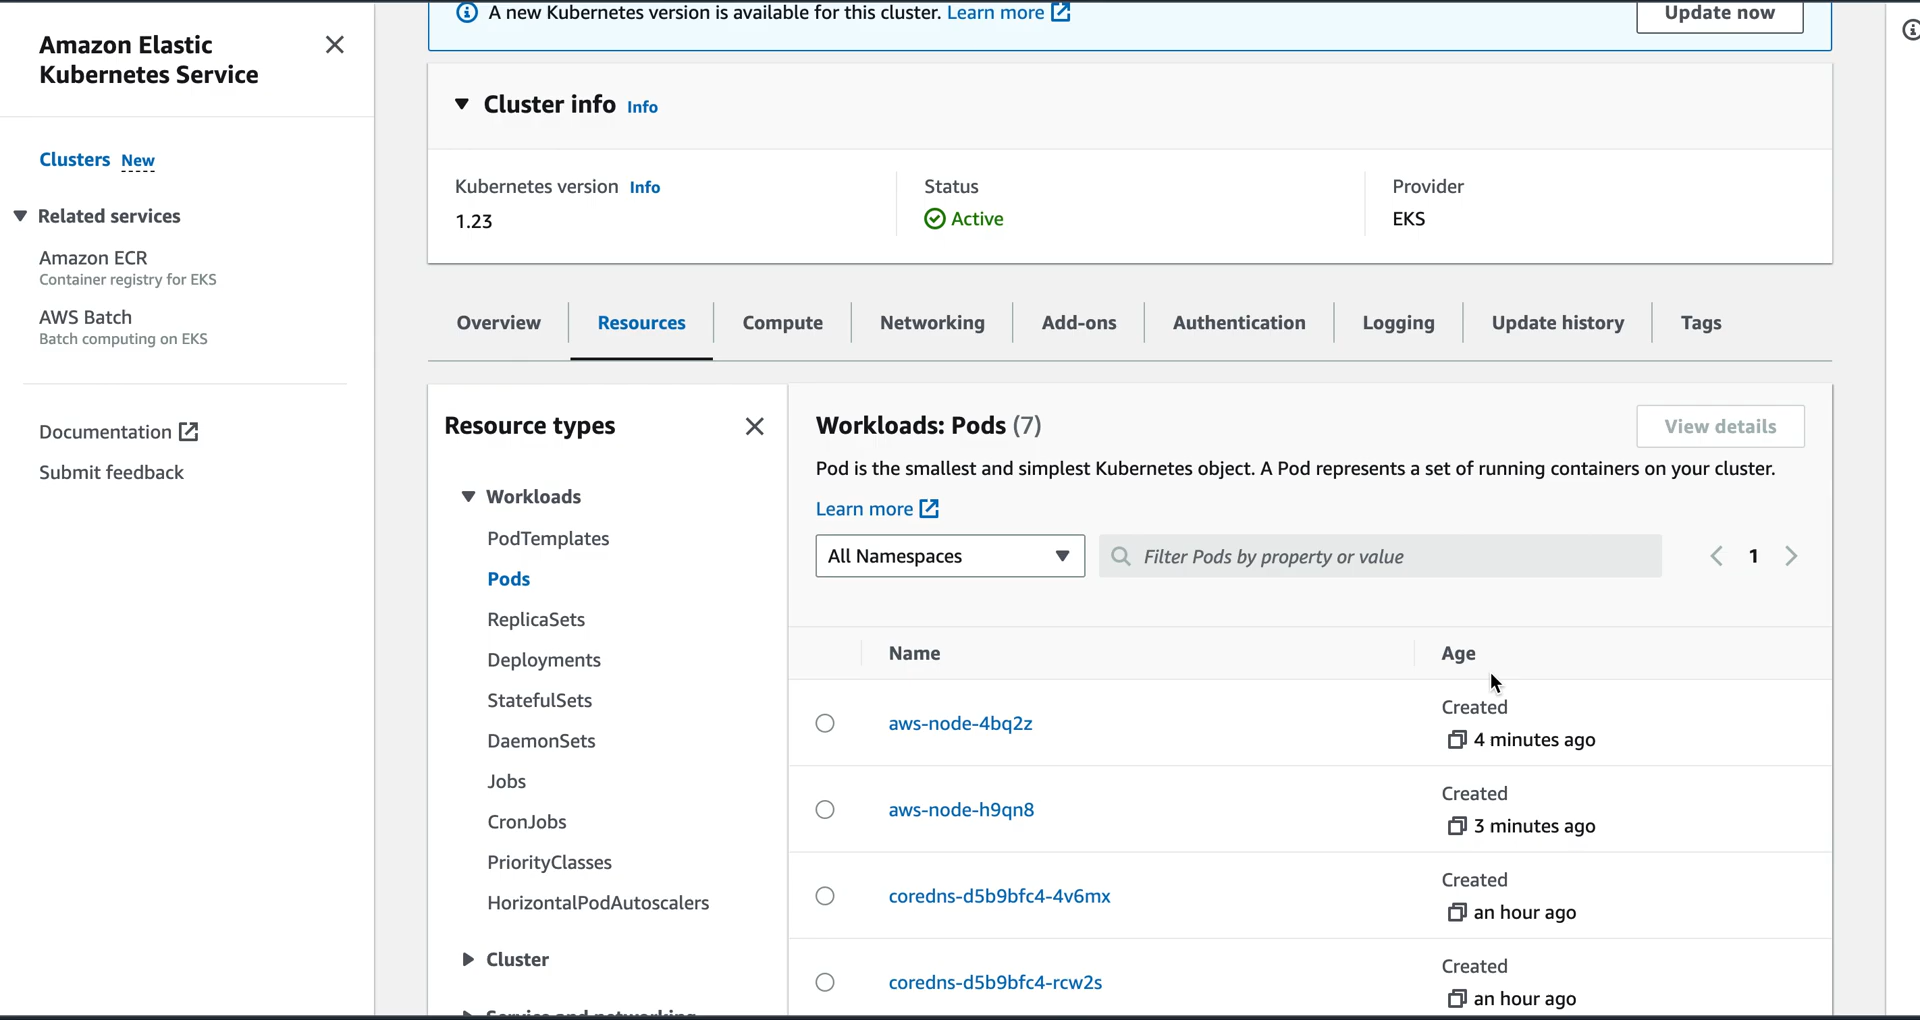 A new Kubernetes version is available for this cluster. Learn more
Update now
Amazon Elastic
Kubernetes Service
Clusters New
Related services
Amazon ECR
Container registry for EKS
AWS Batch
Batch computing on EKS
Documentation
Submit feedback
Cluster info Info
Kubernetes version Info
1.23
Status
Active
Provider
EKS
Overview
Resources
Compute
Networking
Add-ons
Authentication
Logging
Update history
Tags
Resource types
Workloads
PodTemplates
Pods
ReplicaSets
Deployments
StatefulSets
DaemonSets
Jobs
CronJobs
PriorityClasses
HorizontalPodAutoscalers
Cluster
Service and networking
Workloads: Pods (7)
View details
Pod is the smallest and simplest Kubernetes object. A Pod represents a set of running containers on your cluster.
Learn more
All Namespaces
Filter Pods by property or value
1
Name
Age
aws-node-4bq2z
Created
4 minutes ago
aws-node-h9qn8
Created
3 minutes ago
coredns-d5b9bfc4-4v6mx
Created
an hour ago
coredns-d5b9bfc4-rcw2s
Created
an hour ago